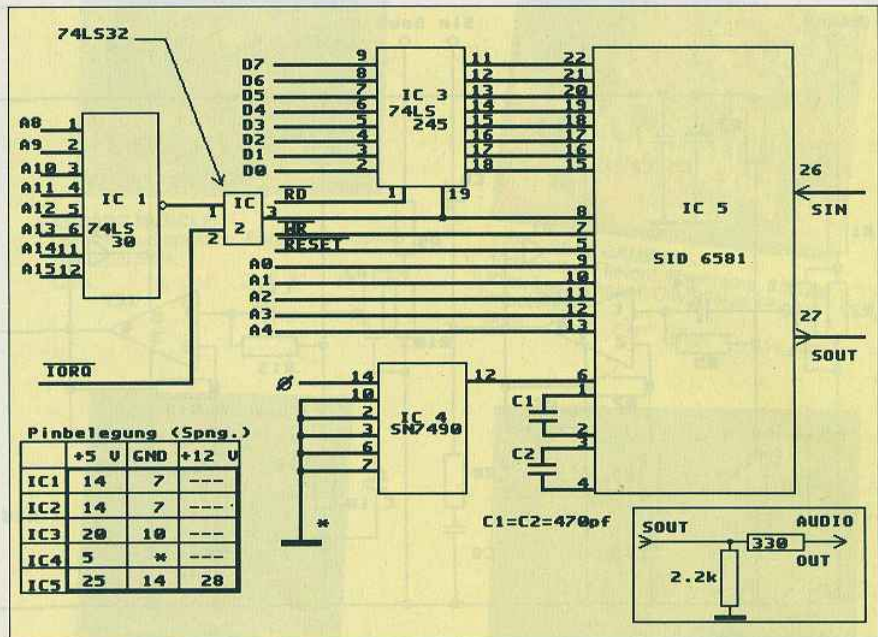 74LS32
D7 9
D6 8
D5 7
D4 6
D3 5
D2 4
D1 3
D0 2
IC 3
74LS
245
11 22
12 21
13 20
14 19
15 18
16 17
17 16
18 15
1 19
A8 1
A9 2
A10 3
A11 4
A12 5
A13 6
A14 11
A15 12
IC 1
74LS
30
1
2
IC
2
3
RD
WR
RESET
A0
A1
A2
A3
A4
8
7
5
9
10
11
12
13
IC 5
SID 6581
26
SIN
27
SOUT
IORQ
Ø
14
10
2
3
6
7
IC 4
SN7490
12
6
1
C1
2
3
C2
4
*
C1=C2=470pf
Pinbelegung (Spng.)
+5 V GND +12 V
IC1 14 7 ---
IC2 14 7 ---
IC3 20 10 ---
IC4 5 * ---
IC5 25 14 28
SOUT
330
AUDIO
OUT
2.2k